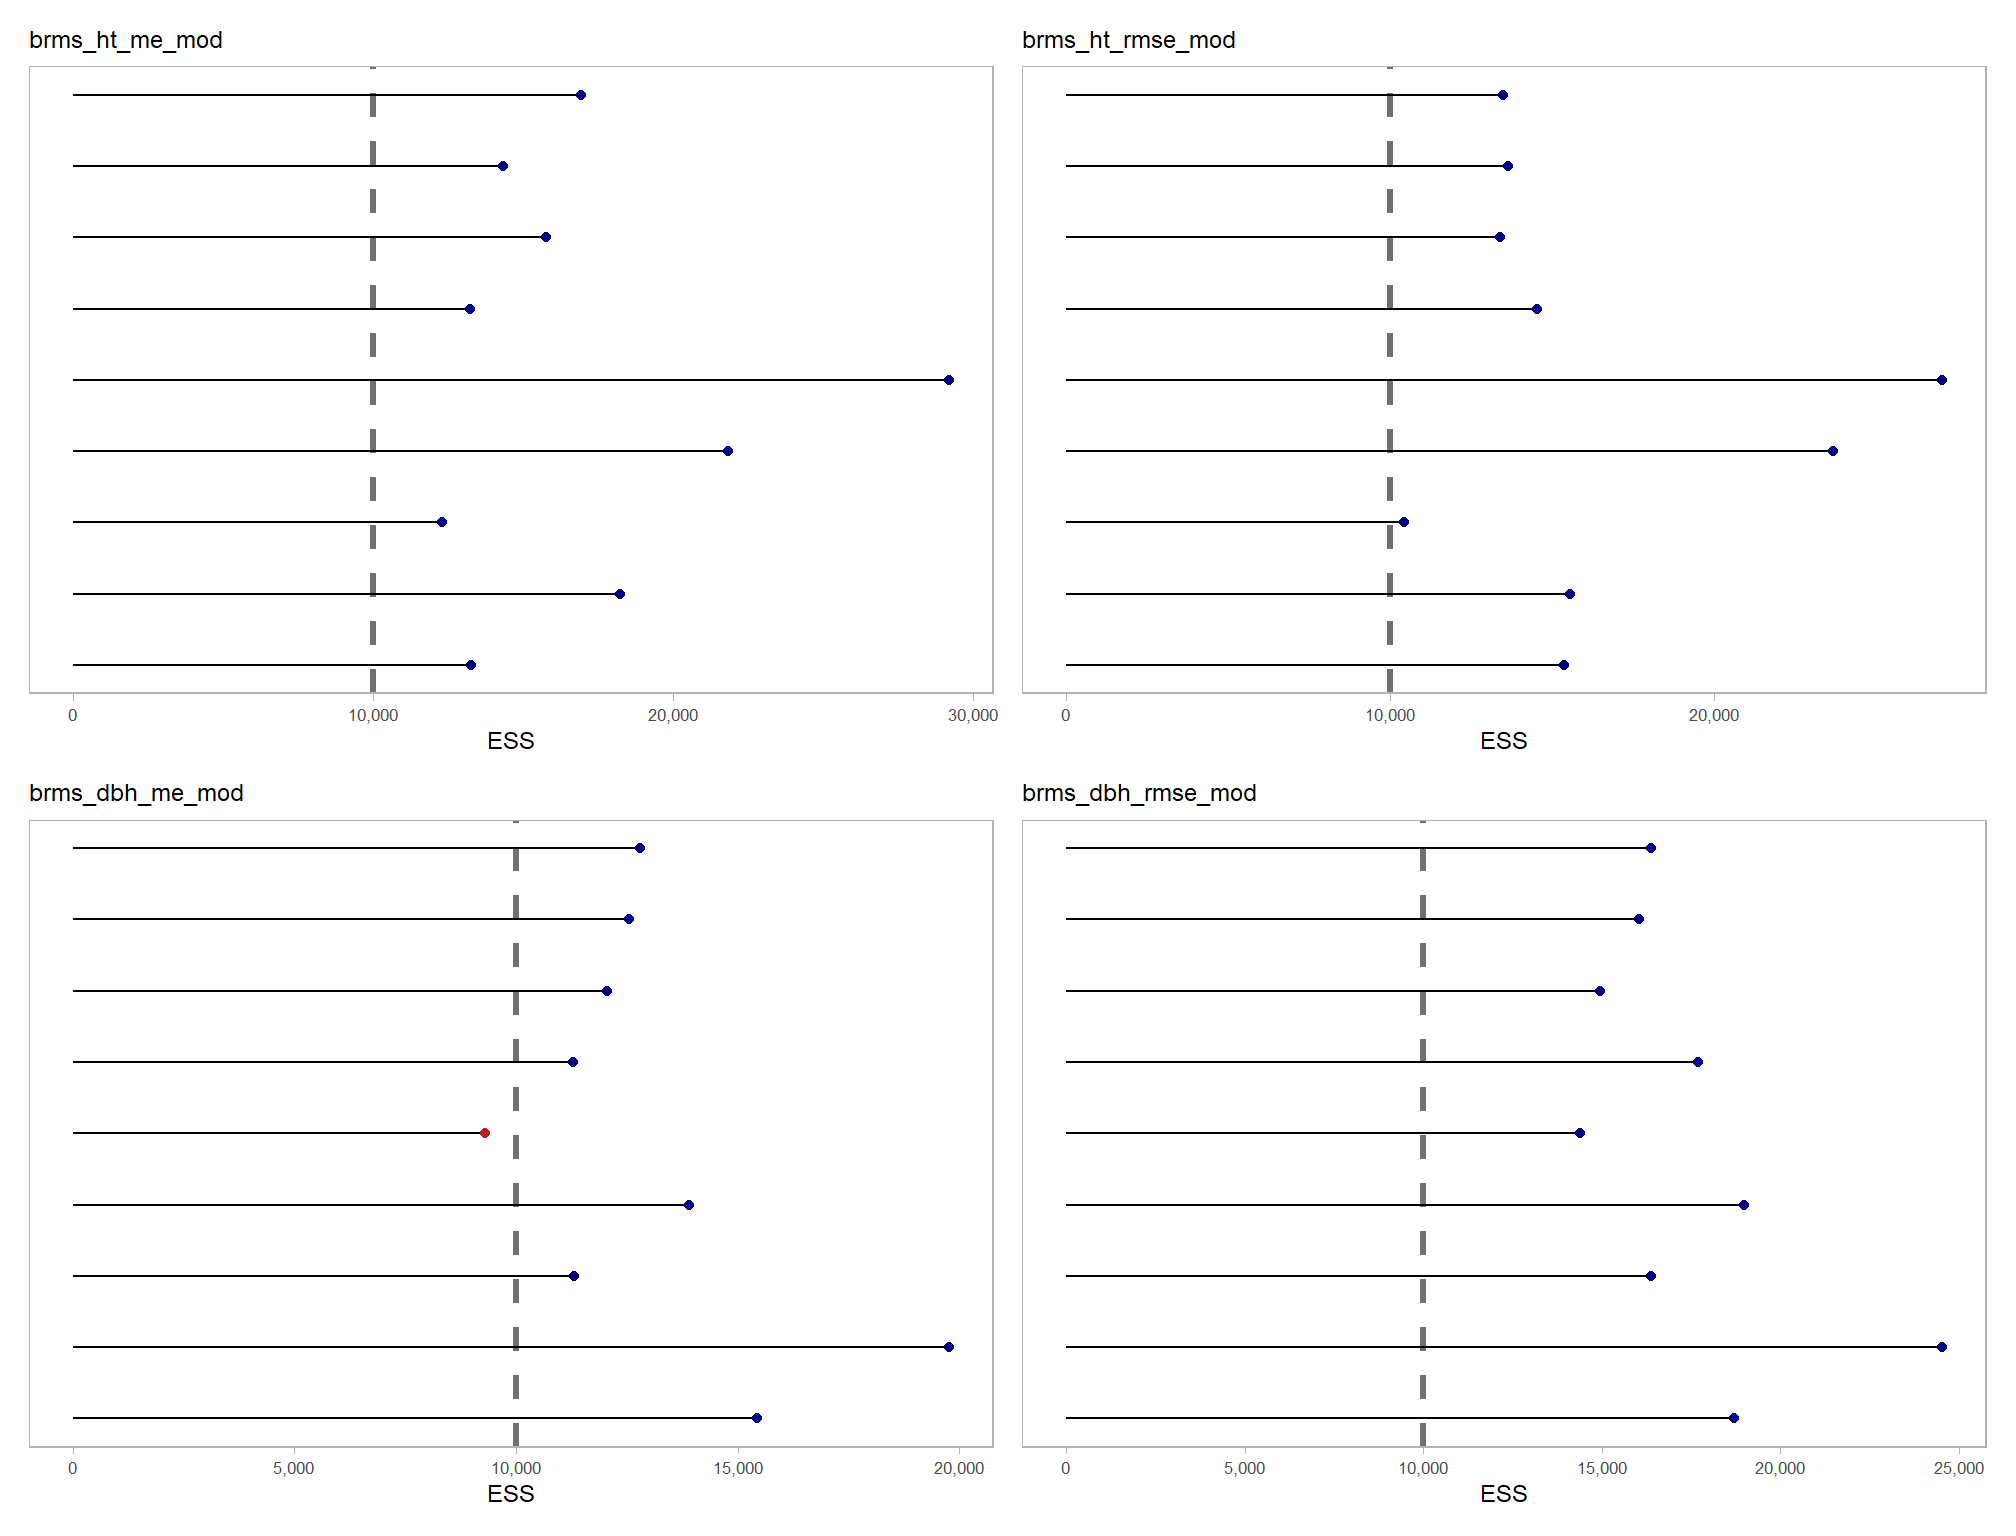 brms_ht_me_mod
0 10,000 20,000 30,000
ESS
brms_ht_rmse_mod
0 10,000 20,000
ESS
brms_dbh_me_mod
0 5,000 10,000 15,000 20,000
ESS
brms_dbh_rmse_mod
0 5,000 10,000 15,000 20,000 25,000
ESS